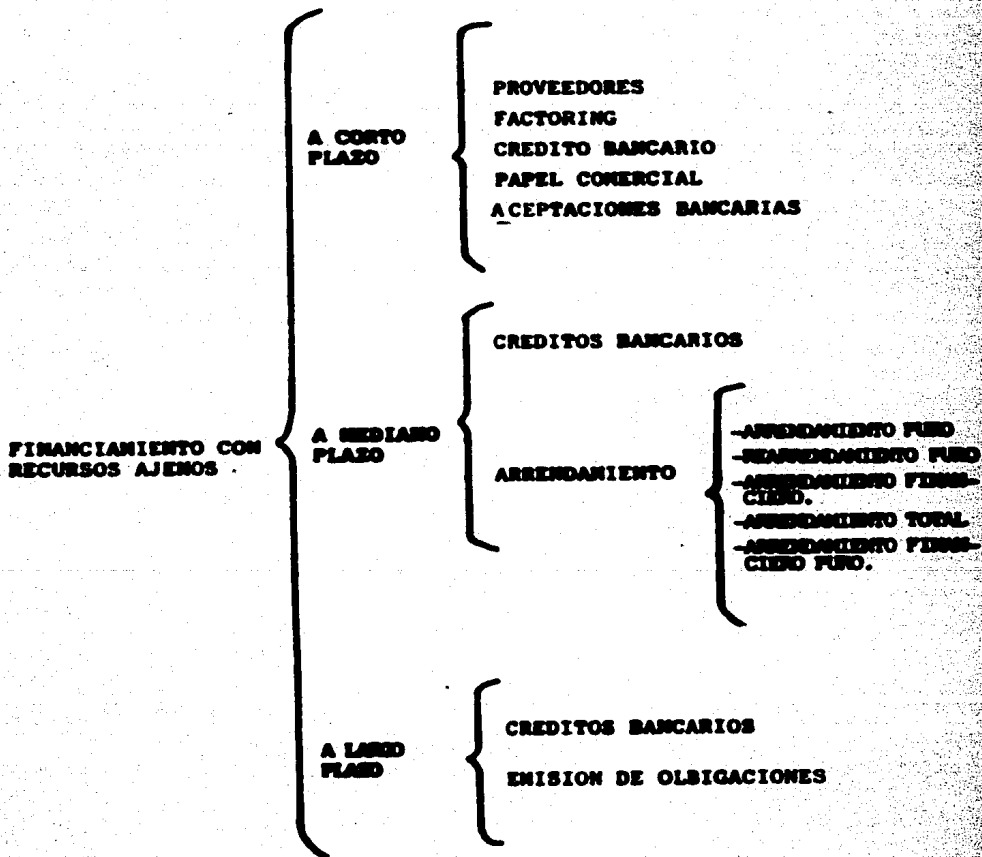 PROVEEDORES
FACTORING
A CORTO
PLAZO
CREDITO BANCARIO
PAPEL COMERCIAL
ACEPTACIONES BANCARIAS
FINANCIAMIENTO CON
RECURSOS AJENOS
A MEDIANO
PLAZO
CREDITOS BANCARIOS
ARRENDAMIENTO
-ARRENDAMIENTO PURO
-REARRENDAMIENTO PURO
-ARRENDAMIENTO FINAN-
CIERO.
-ARRENDAMIENTO TOTAL
-ARRENDAMIENTO FINAN-
CIERO PURO.
A LARGO
PLAZO
CREDITOS BANCARIOS
EMISION DE OLBIGACIONES